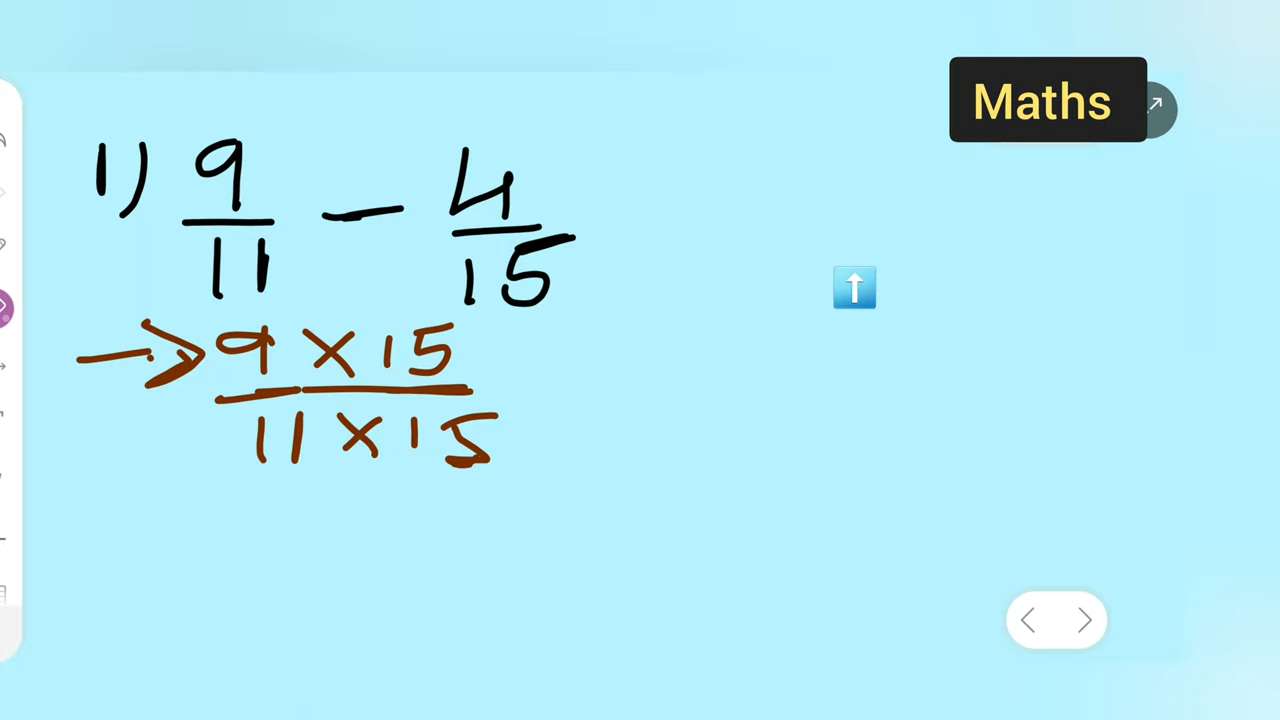 Maths
1) 9/11 − 4/15
→ 9 × 15 / 11 × 15